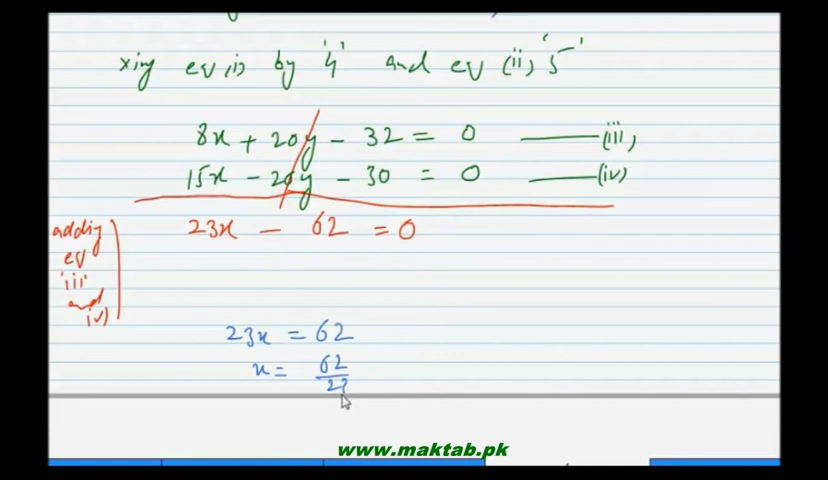 xing eq (i) by '4' and eq (ii) '5'
8x + 20y - 32 = 0 (iii)
15x - 20y - 30 = 0 (iv)
23x - 62 = 0
adding
eq
'iii'
and
iv)
23x = 62
x = 62/23
www.maktab.pk